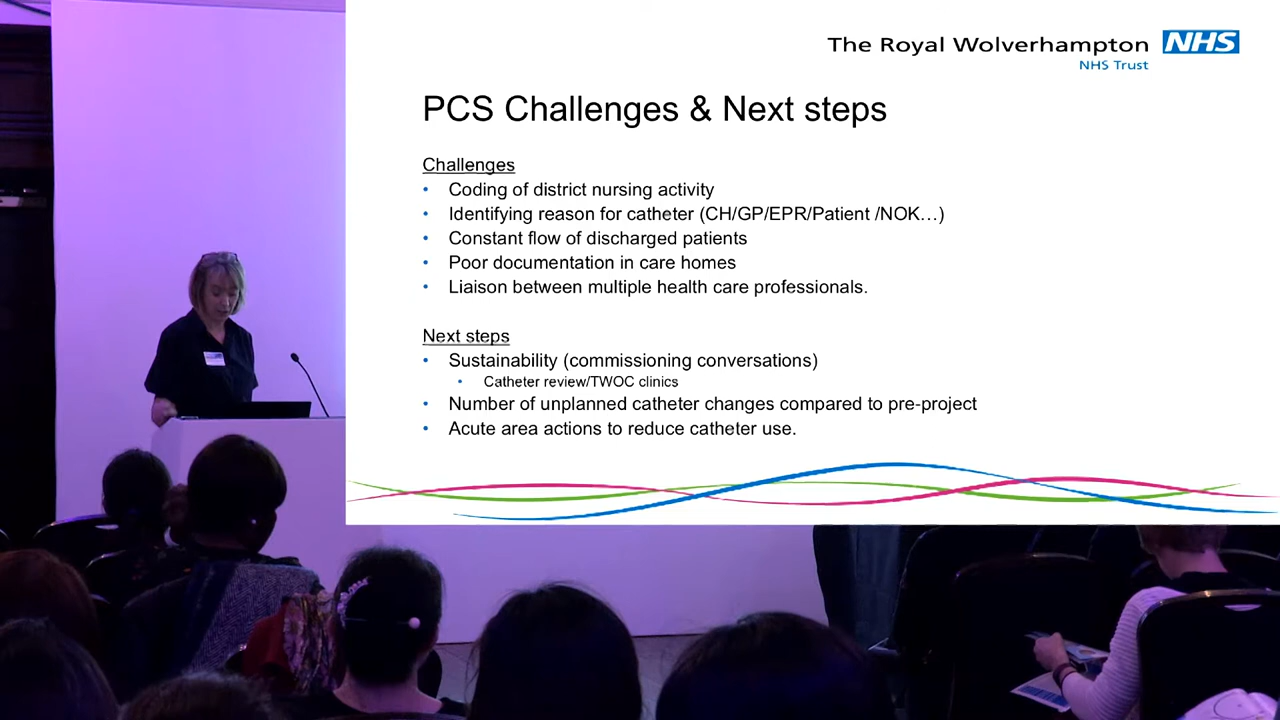 The Royal Wolverhampton NHS
NHS Trust
PCS Challenges & Next steps
Challenges
• Coding of district nursing activity
• Identifying reason for catheter (CH/GP/EPR/Patient /NOK…)
• Constant flow of discharged patients
• Poor documentation in care homes
• Liaison between multiple health care professionals.
Next steps
• Sustainability (commissioning conversations)
• Catheter review/TWOC clinics
• Number of unplanned catheter changes compared to pre-project
• Acute area actions to reduce catheter use.